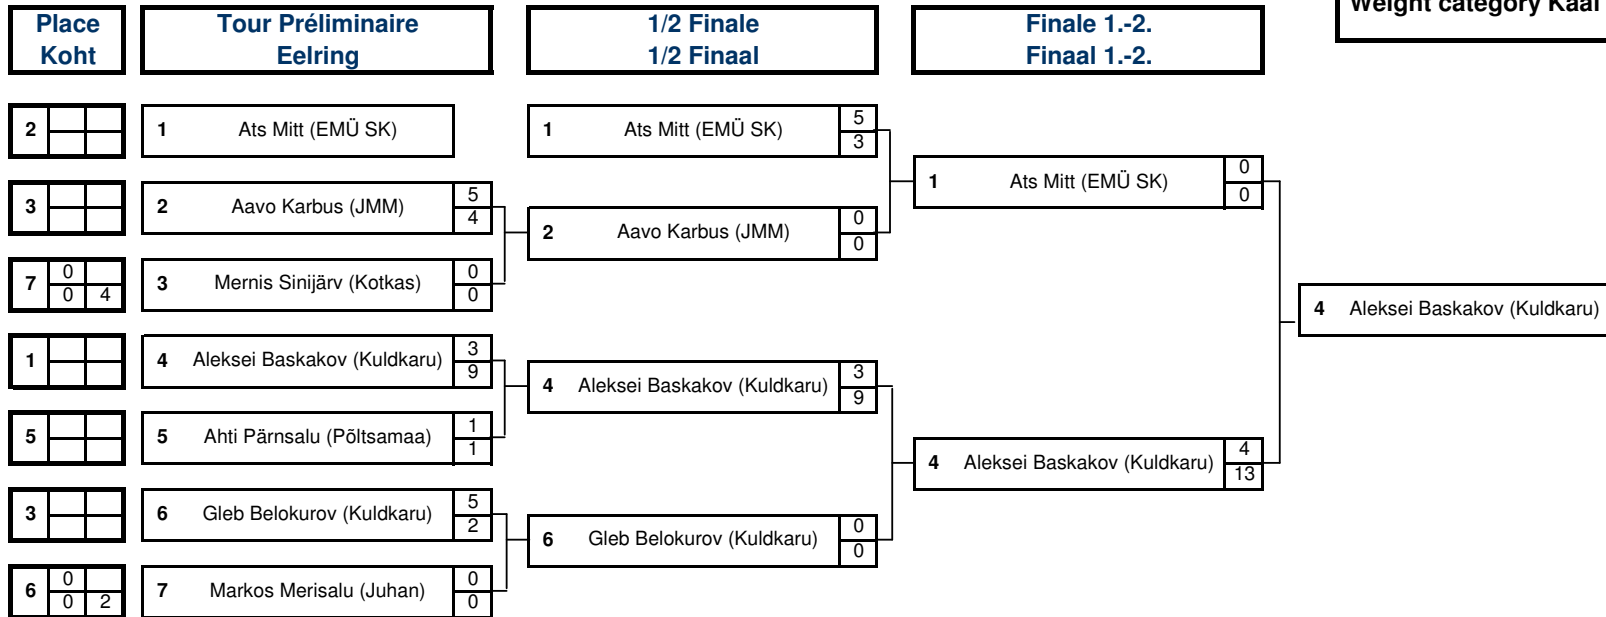 Weight category Kaal
Place
Koht
Tour Préliminaire
Eelring
1/2 Finale
1/2 Finaal
Finale 1.-2.
Finaal 1.-2.
2
1 Ats Mitt (EMÜ SK)
1 Ats Mitt (EMÜ SK) 5
3
1 Ats Mitt (EMÜ SK) 0
0
3
2 Aavo Karbus (JMM) 5
4
2 Aavo Karbus (JMM) 0
0
7 0
0 4
3 Mernis Sinijärv (Kotkas) 0
0
4 Aleksei Baskakov (Kuldkaru)
1
4 Aleksei Baskakov (Kuldkaru) 3
9
4 Aleksei Baskakov (Kuldkaru) 3
9
5
5 Ahti Pärnsalu (Põltsamaa) 1
1
4 Aleksei Baskakov (Kuldkaru) 4
13
3
6 Gleb Belokurov (Kuldkaru) 5
2
6 Gleb Belokurov (Kuldkaru) 0
0
6 0
0 2
7 Markos Merisalu (Juhan) 0
0